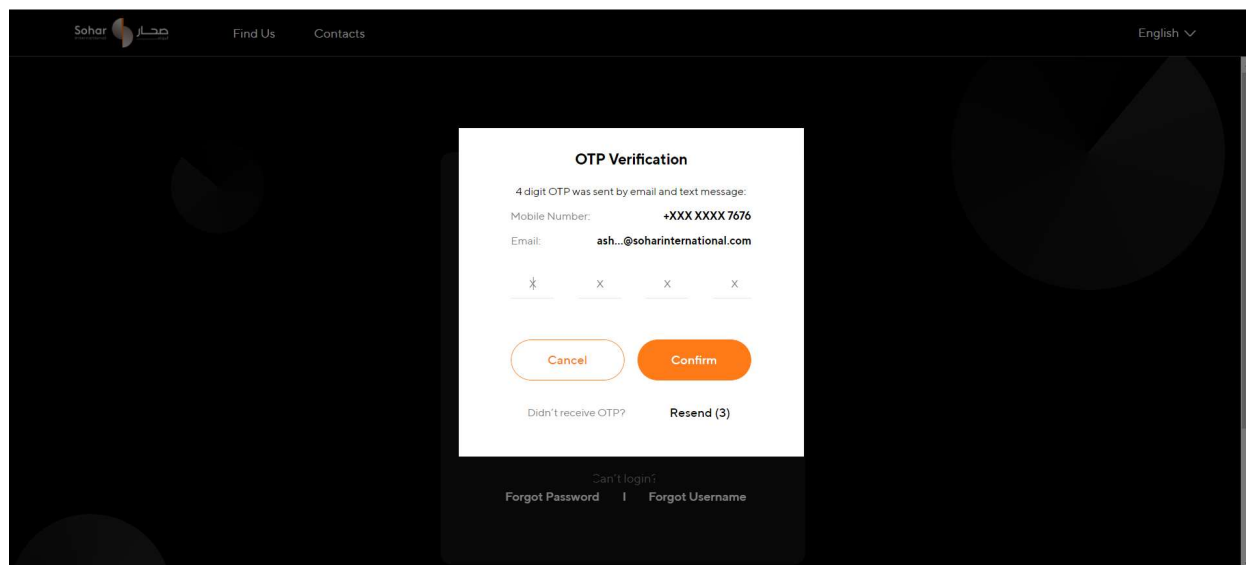 Sohar صحار Find Us Contacts English
OTP Verification
4 digit OTP was sent by email and text message:
Mobile Number: +XXX XXXX 7676
Email: ash...@soharinternational.com
X X X X
Cancel Confirm
Didn't receive OTP? Resend (3)
Can't login?
Forgot Password | Forgot Username